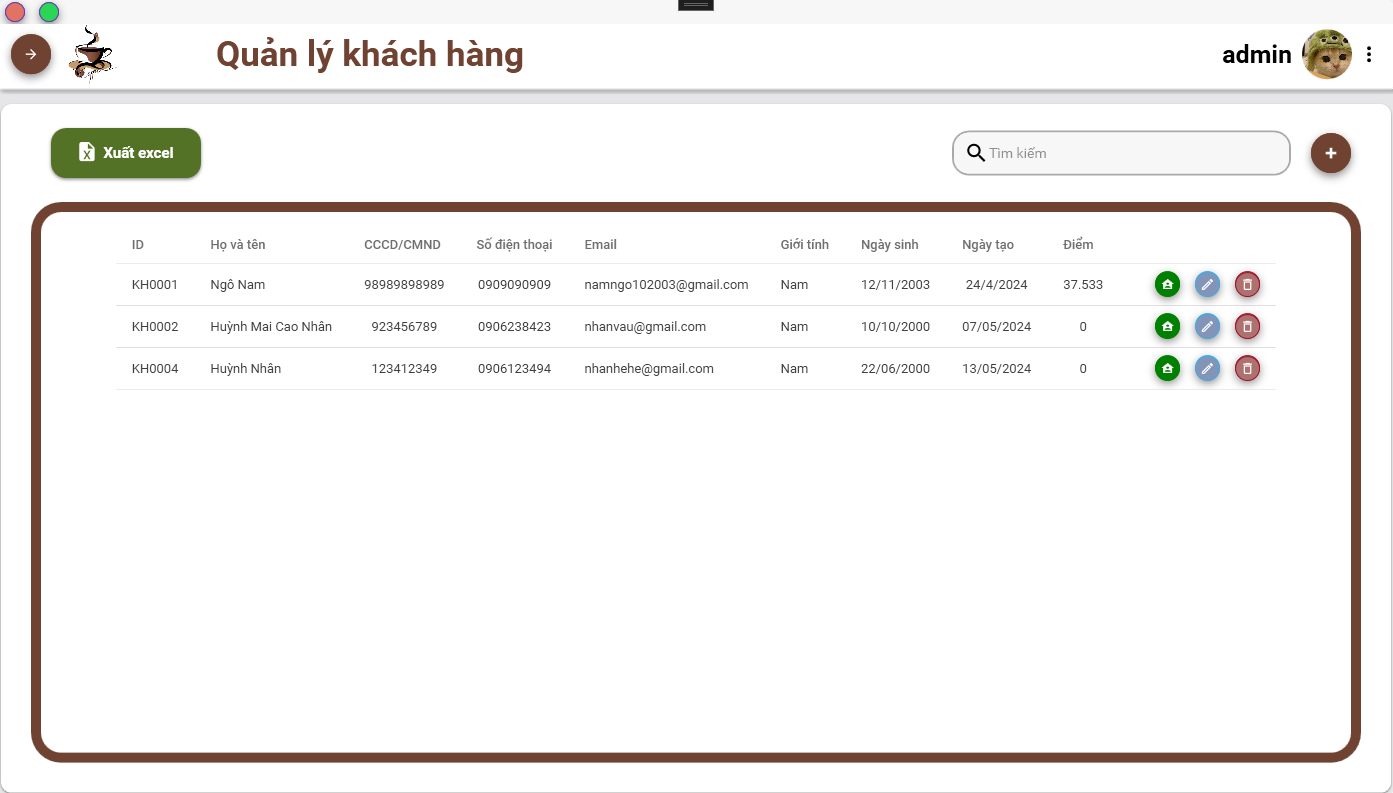 Quản lý khách hàng
admin
Xuất excel
Tìm kiếm
ID Họ và tên CCCD/CMND Số điện thoại Email Giới tính Ngày sinh Ngày tạo Điểm
KH0001 Ngô Nam 98989898989 0909090909 namngo102003@gmail.com Nam 12/11/2003 24/4/2024 37.533
KH0002 Huỳnh Mai Cao Nhân 923456789 0906238423 nhanvau@gmail.com Nam 10/10/2000 07/05/2024 0
KH0004 Huỳnh Nhân 123412349 0906123494 nhanhehe@gmail.com Nam 22/06/2000 13/05/2024 0